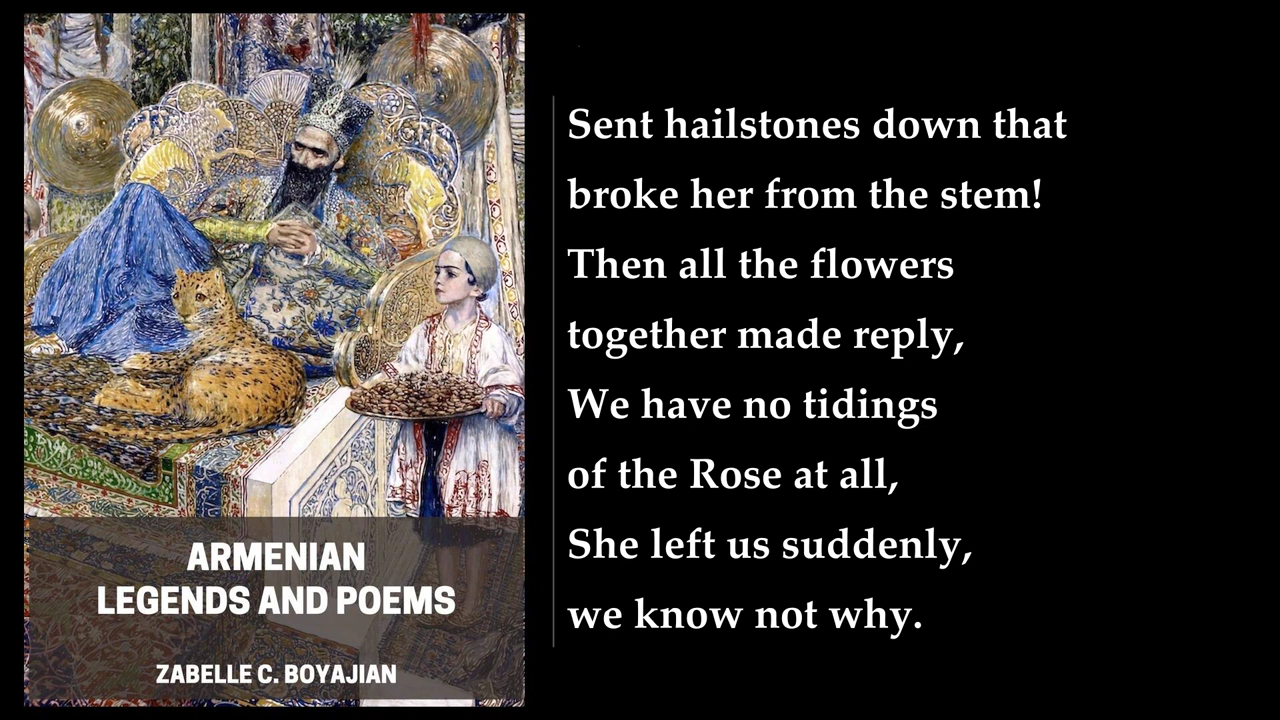 ARMENIAN
LEGENDS AND POEMS
ZABELLE C. BOYAJIAN
Sent hailstones down that
broke her from the stem!
Then all the flowers
together made reply,
We have no tidings
of the Rose at all,
She left us suddenly,
we know not why.